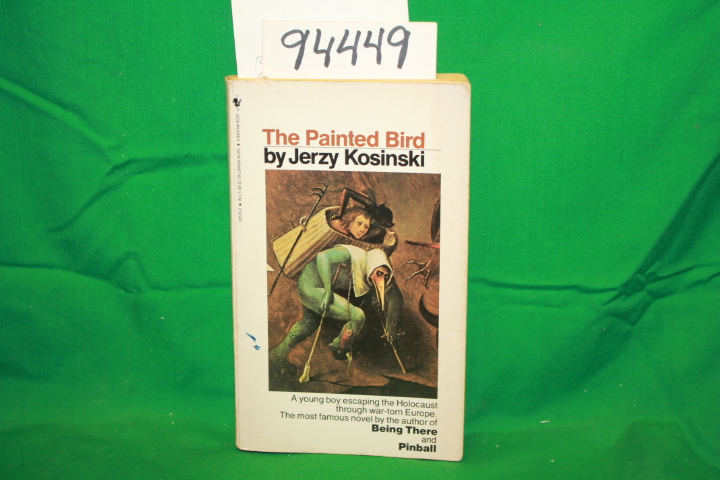 94449
The Painted Bird
by Jerzy Kosinski
A young boy escaping the Holocaust
through war-torn Europe.
The most famous novel by the author of
Being There
and
Pinball